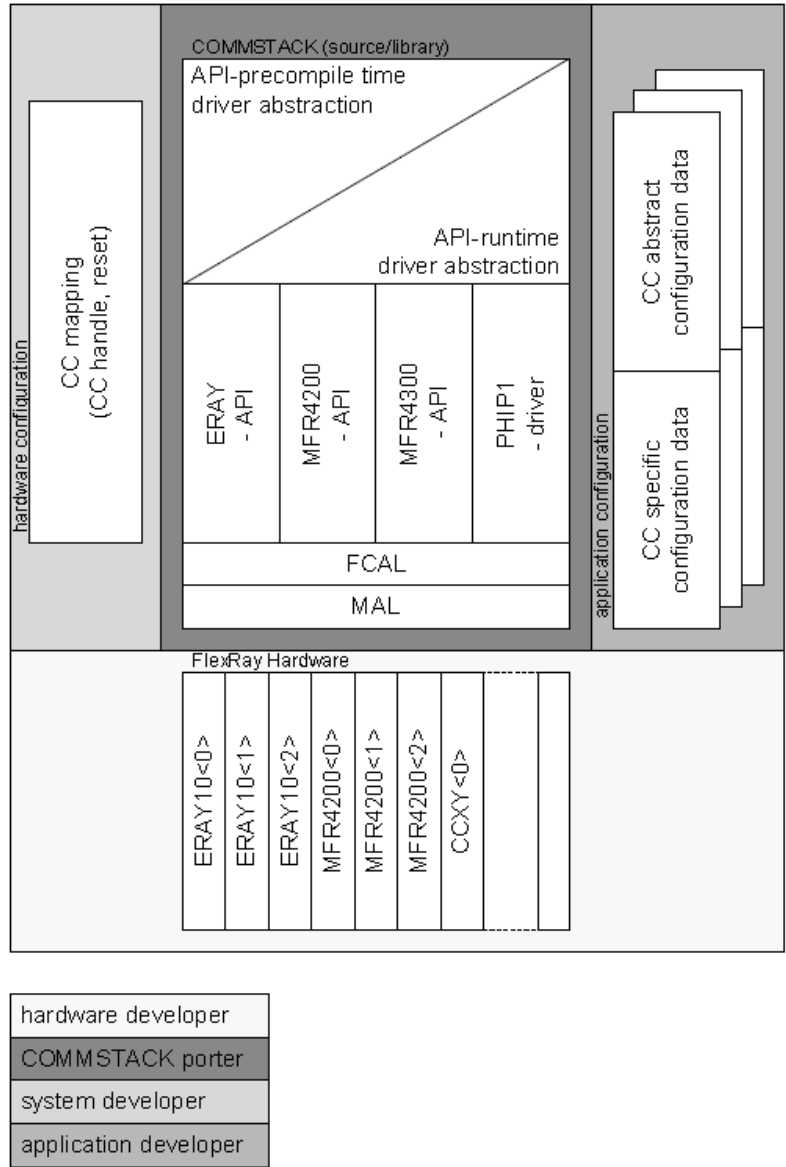 COMMSTACK (source/library)
API-precompile time
driver abstraction
API-runtime
driver abstraction
hardware configuration
CC mapping
(CC handle, reset)
ERAY
- API
MFR4200
- API
MFR4300
- API
PHIP1
- driver
FCAL
MAL
application configuration
CC abstract
configuration data
CC specific
configuration data
FlexRay Hardware
ERAY10<0>
ERAY10<1>
ERAY10<2>
MFR4200<0>
MFR4200<1>
MFR4200<2>
CCXY<0>
hardware developer
COMMSTACK porter
system developer
application developer